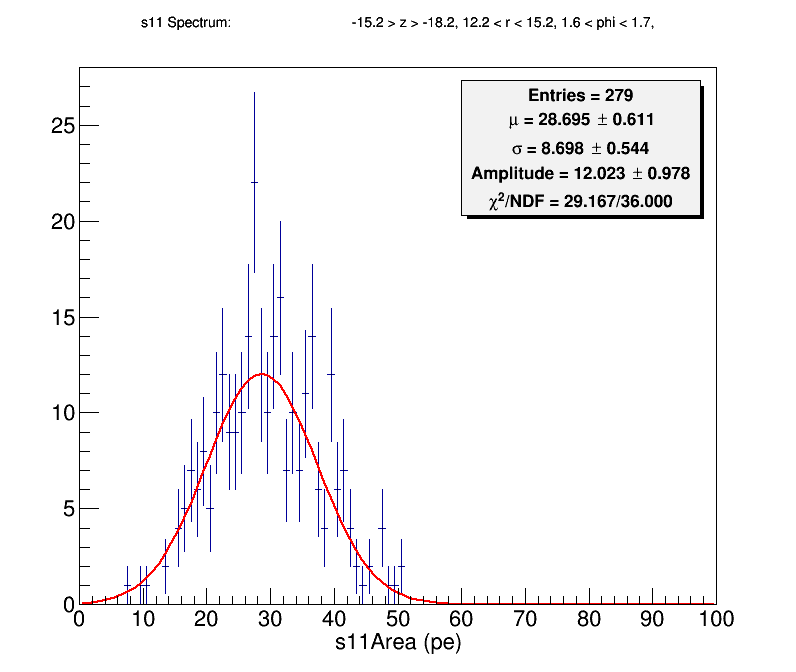 s11 Spectrum: -15.2 > z > -18.2, 12.2 < r < 15.2, 1.6 < phi < 1.7,
Entries = 279
μ = 28.695 ± 0.611
σ = 8.698 ± 0.544
Amplitude = 12.023 ± 0.978
χ²/NDF = 29.167/36.000
25
20
15
10
5
0
0 10 20 30 40 50 60 70 80 90 100
s11Area (pe)